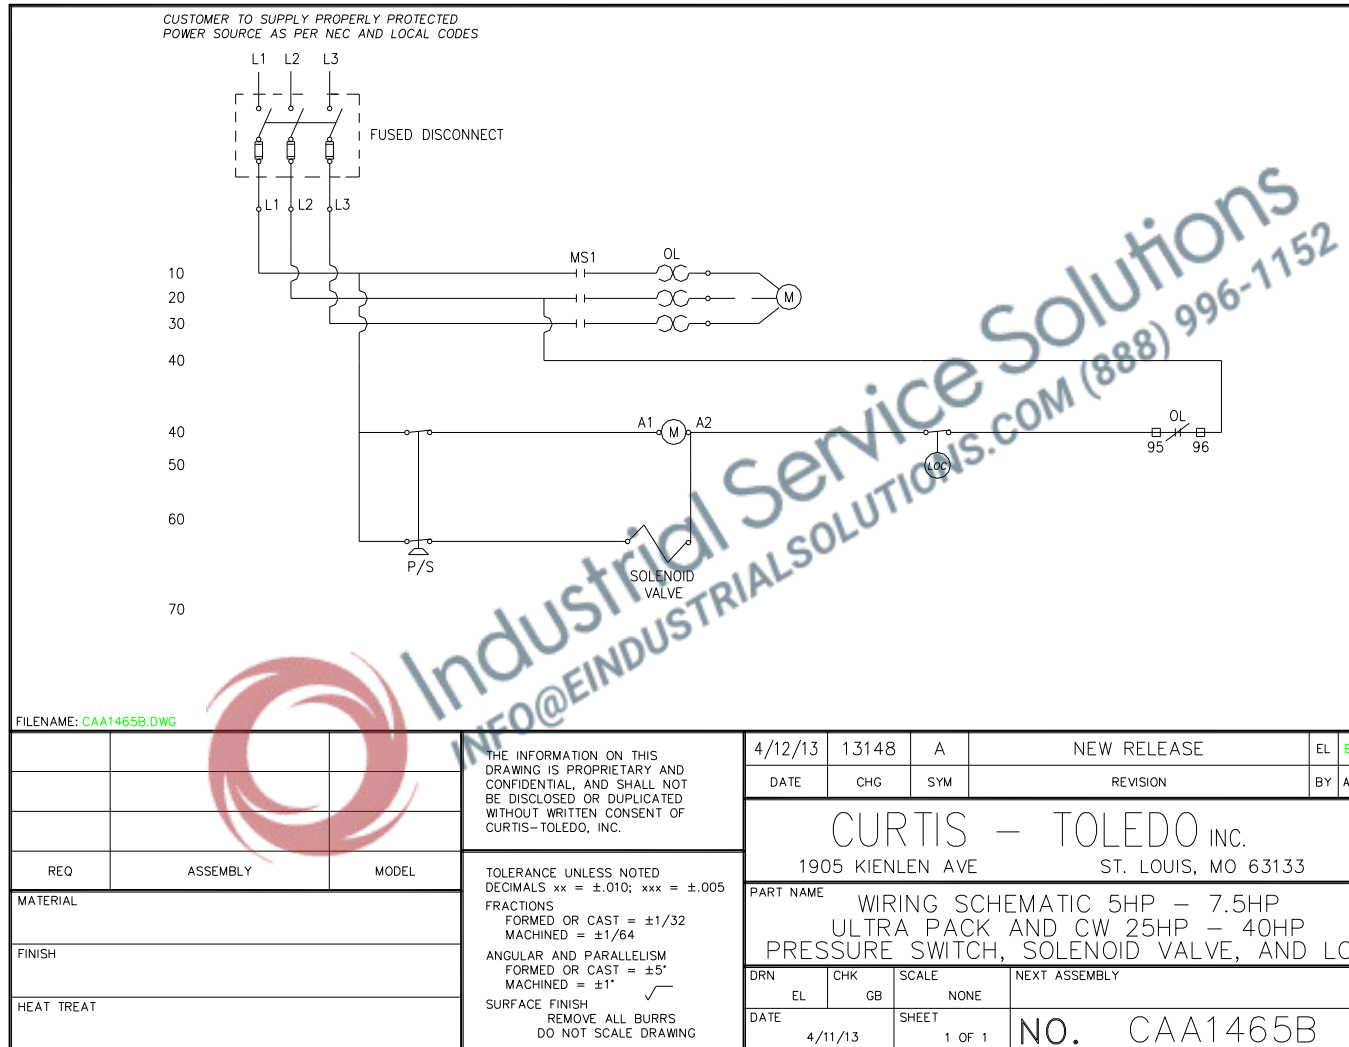 CUSTOMER TO SUPPLY PROPERLY PROTECTED
POWER SOURCE AS PER NEC AND LOCAL CODES
L1 L2 L3
FUSED DISCONNECT
L1 L2 L3
MS1 OL
10
20
M
30
40
40
A1 M A2
OL
95 96
50
LOC
60
P/S
SOLENOID
VALVE
70
Industrial Service Solutions
INFO@EINDUSTRIALSOLUTIONS.COM (888) 996-1152
FILENAME: CAA1465B.DWG
REQ ASSEMBLY MODEL
MATERIAL
FINISH
HEAT TREAT
THE INFORMATION ON THIS
DRAWING IS PROPRIETARY AND
CONFIDENTIAL, AND SHALL NOT
BE DISCLOSED OR DUPLICATED
WITHOUT WRITTEN CONSENT OF
CURTIS-TOLEDO, INC.
TOLERANCE UNLESS NOTED
DECIMALS xx = ±.010; xxx = ±.005
FRACTIONS
FORMED OR CAST = ±1/32
MACHINED = ±1/64
ANGULAR AND PARALLELISM
FORMED OR CAST = ±5°
MACHINED = ±1°
SURFACE FINISH
REMOVE ALL BURRS
DO NOT SCALE DRAWING
4/12/13 13148 A NEW RELEASE EL
DATE CHG SYM REVISION BY A
CURTIS - TOLEDO INC.
1905 KIENLEN AVE ST. LOUIS, MO 63133
PART NAME
WIRING SCHEMATIC 5HP - 7.5HP
ULTRA PACK AND CW 25HP - 40HP
PRESSURE SWITCH, SOLENOID VALVE, AND LO
DRN EL
CHK GB
SCALE NONE
NEXT ASSEMBLY
DATE 4/11/13
SHEET 1 OF 1
NO. CAA1465B